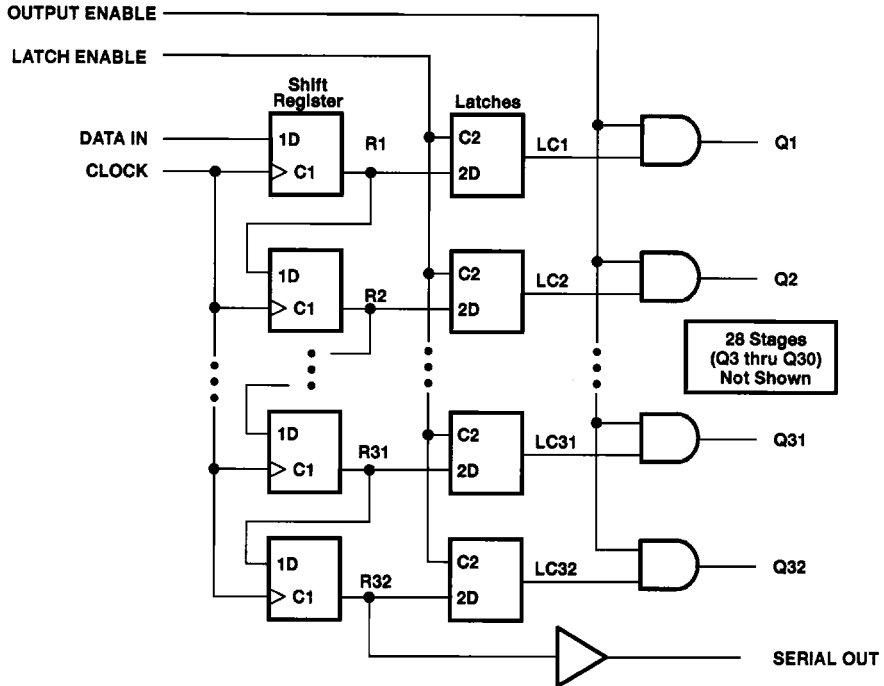 OUTPUT ENABLE
LATCH ENABLE
Shift
Register
Latches
DATA IN
1D
R1
C2
LC1
Q1
CLOCK
C1
2D
1D
R2
C2
LC2
Q2
C1
2D
28 Stages
(Q3 thru Q30)
Not Shown
1D
R31
C2
LC31
Q31
C1
2D
1D
R32
C2
LC32
Q32
C1
2D
SERIAL OUT